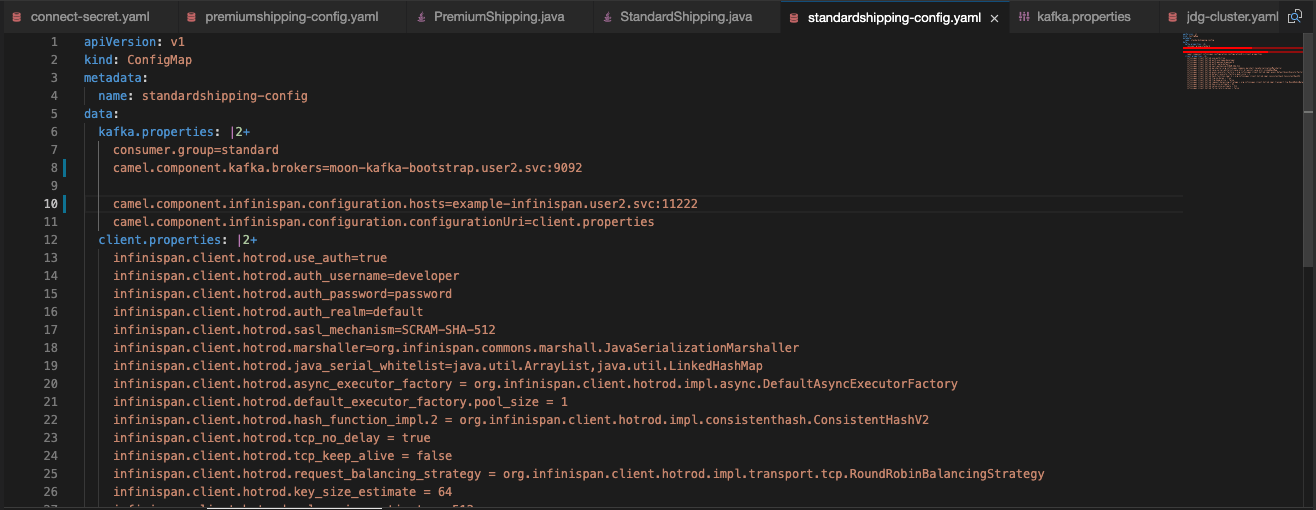 connect-secret.yaml premiumshipping-config.yaml PremiumShipping.java StandardShipping.java standardshipping-config.yaml × kafka.properties jdg-cluster.yaml
1 apiVersion: v1
2 kind: ConfigMap
3 metadata:
4 name: standardshipping-config
5 data:
6 kafka.properties: |2+
7 consumer.group=standard
8 camel.component.kafka.brokers=moon-kafka-bootstrap.user2.svc:9092
9
10 camel.component.infinispan.configuration.hosts=example-infinispan.user2.svc:11222
11 camel.component.infinispan.configuration.configurationUri=client.properties
12 client.properties: |2+
13 infinispan.client.hotrod.use_auth=true
14 infinispan.client.hotrod.auth_username=developer
15 infinispan.client.hotrod.auth_password=password
16 infinispan.client.hotrod.auth_realm=default
17 infinispan.client.hotrod.sasl_mechanism=SCRAM-SHA-512
18 infinispan.client.hotrod.marshaller=org.infinispan.commons.marshall.JavaSerializationMarshaller
19 infinispan.client.hotrod.java_serial_whitelist=java.util.ArrayList,java.util.LinkedHashMap
20 infinispan.client.hotrod.async_executor_factory = org.infinispan.client.hotrod.impl.async.DefaultAsyncExecutorFactory
21 infinispan.client.hotrod.default_executor_factory.pool_size = 1
22 infinispan.client.hotrod.hash_function_impl.2 = org.infinispan.client.hotrod.impl.consistenthash.ConsistentHashV2
23 infinispan.client.hotrod.tcp_no_delay = true
24 infinispan.client.hotrod.tcp_keep_alive = false
25 infinispan.client.hotrod.request_balancing_strategy = org.infinispan.client.hotrod.impl.transport.tcp.RoundRobinBalancingStrategy
26 infinispan.client.hotrod.key_size_estimate = 64